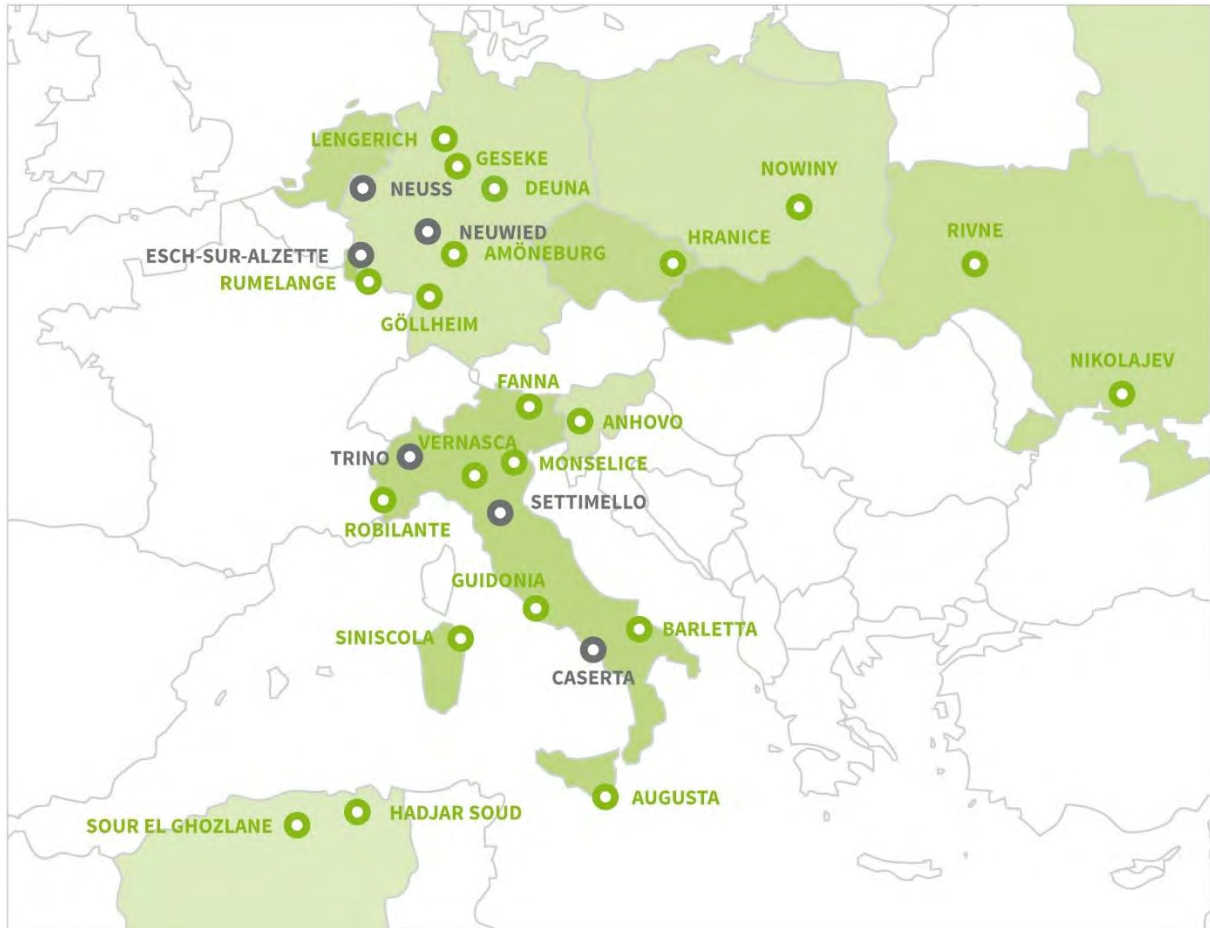 LENGERICH
GESEKE
NEUSS
DEUNA
NOWINY
NEUWIED
HRANICE
RIVNE
ESCH-SUR-ALZETTE
AMÖNEBURG
RUMELANGE
GÖLLHEIM
NIKOLAJEV
FANNA
ANHOVO
VERNASCA
TRINO
MONSELICE
SETTIMELLO
ROBILANTE
GUIDONIA
SINISCOLA
BARLETTA
CASERTA
AUGUSTA
HADJAR SOUD
SOUR EL GHOZLANE